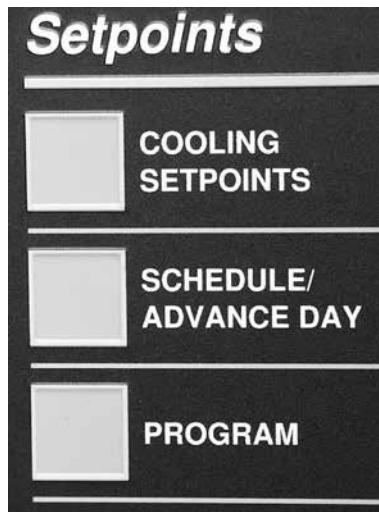 Setpoints
COOLING
SETPOINTS
SCHEDULE/
ADVANCE DAY
PROGRAM